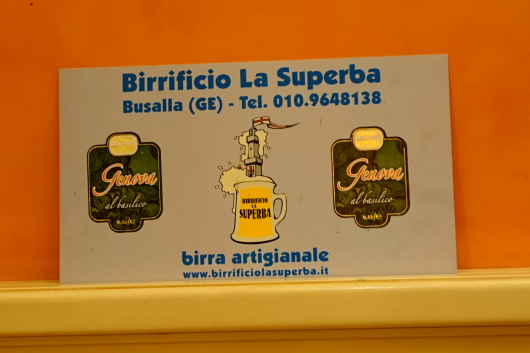 Birrificio La Superba
Busalla (GE) - Tel. 010.9648138
Genova
al basilico
BIRRIFICIO
LA
SUPERBA
Genova
al basilico
birra artigianale
www.birrificiolasuperba.it